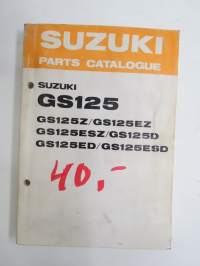 SUZUKI
PARTS CATALOGUE
SUZUKI
GS125
GS125Z/GS125EZ
GS125ESZ/GS125D
GS125ED/GS125ESD
40,-